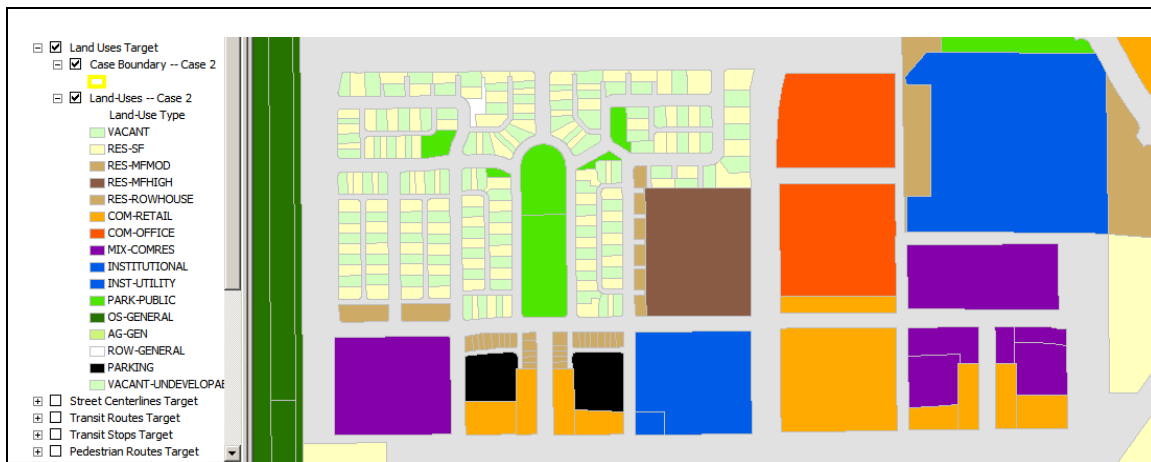 Land Uses Target
Case Boundary -- Case 2
Land-Uses -- Case 2
Land-Use Type
VACANT
RES-SF
RES-MFMOD
RES-MFHIGH
RES-ROWHOUSE
COM-RETAIL
COM-OFFICE
MIX-COMRES
INSTITUTIONAL
INST-UTILITY
PARK-PUBLIC
OS-GENERAL
AG-GEN
ROW-GENERAL
PARKING
VACANT-UNDEVELOPAE
Street Centerlines Target
Transit Routes Target
Transit Stops Target
Pedestrian Routes Target